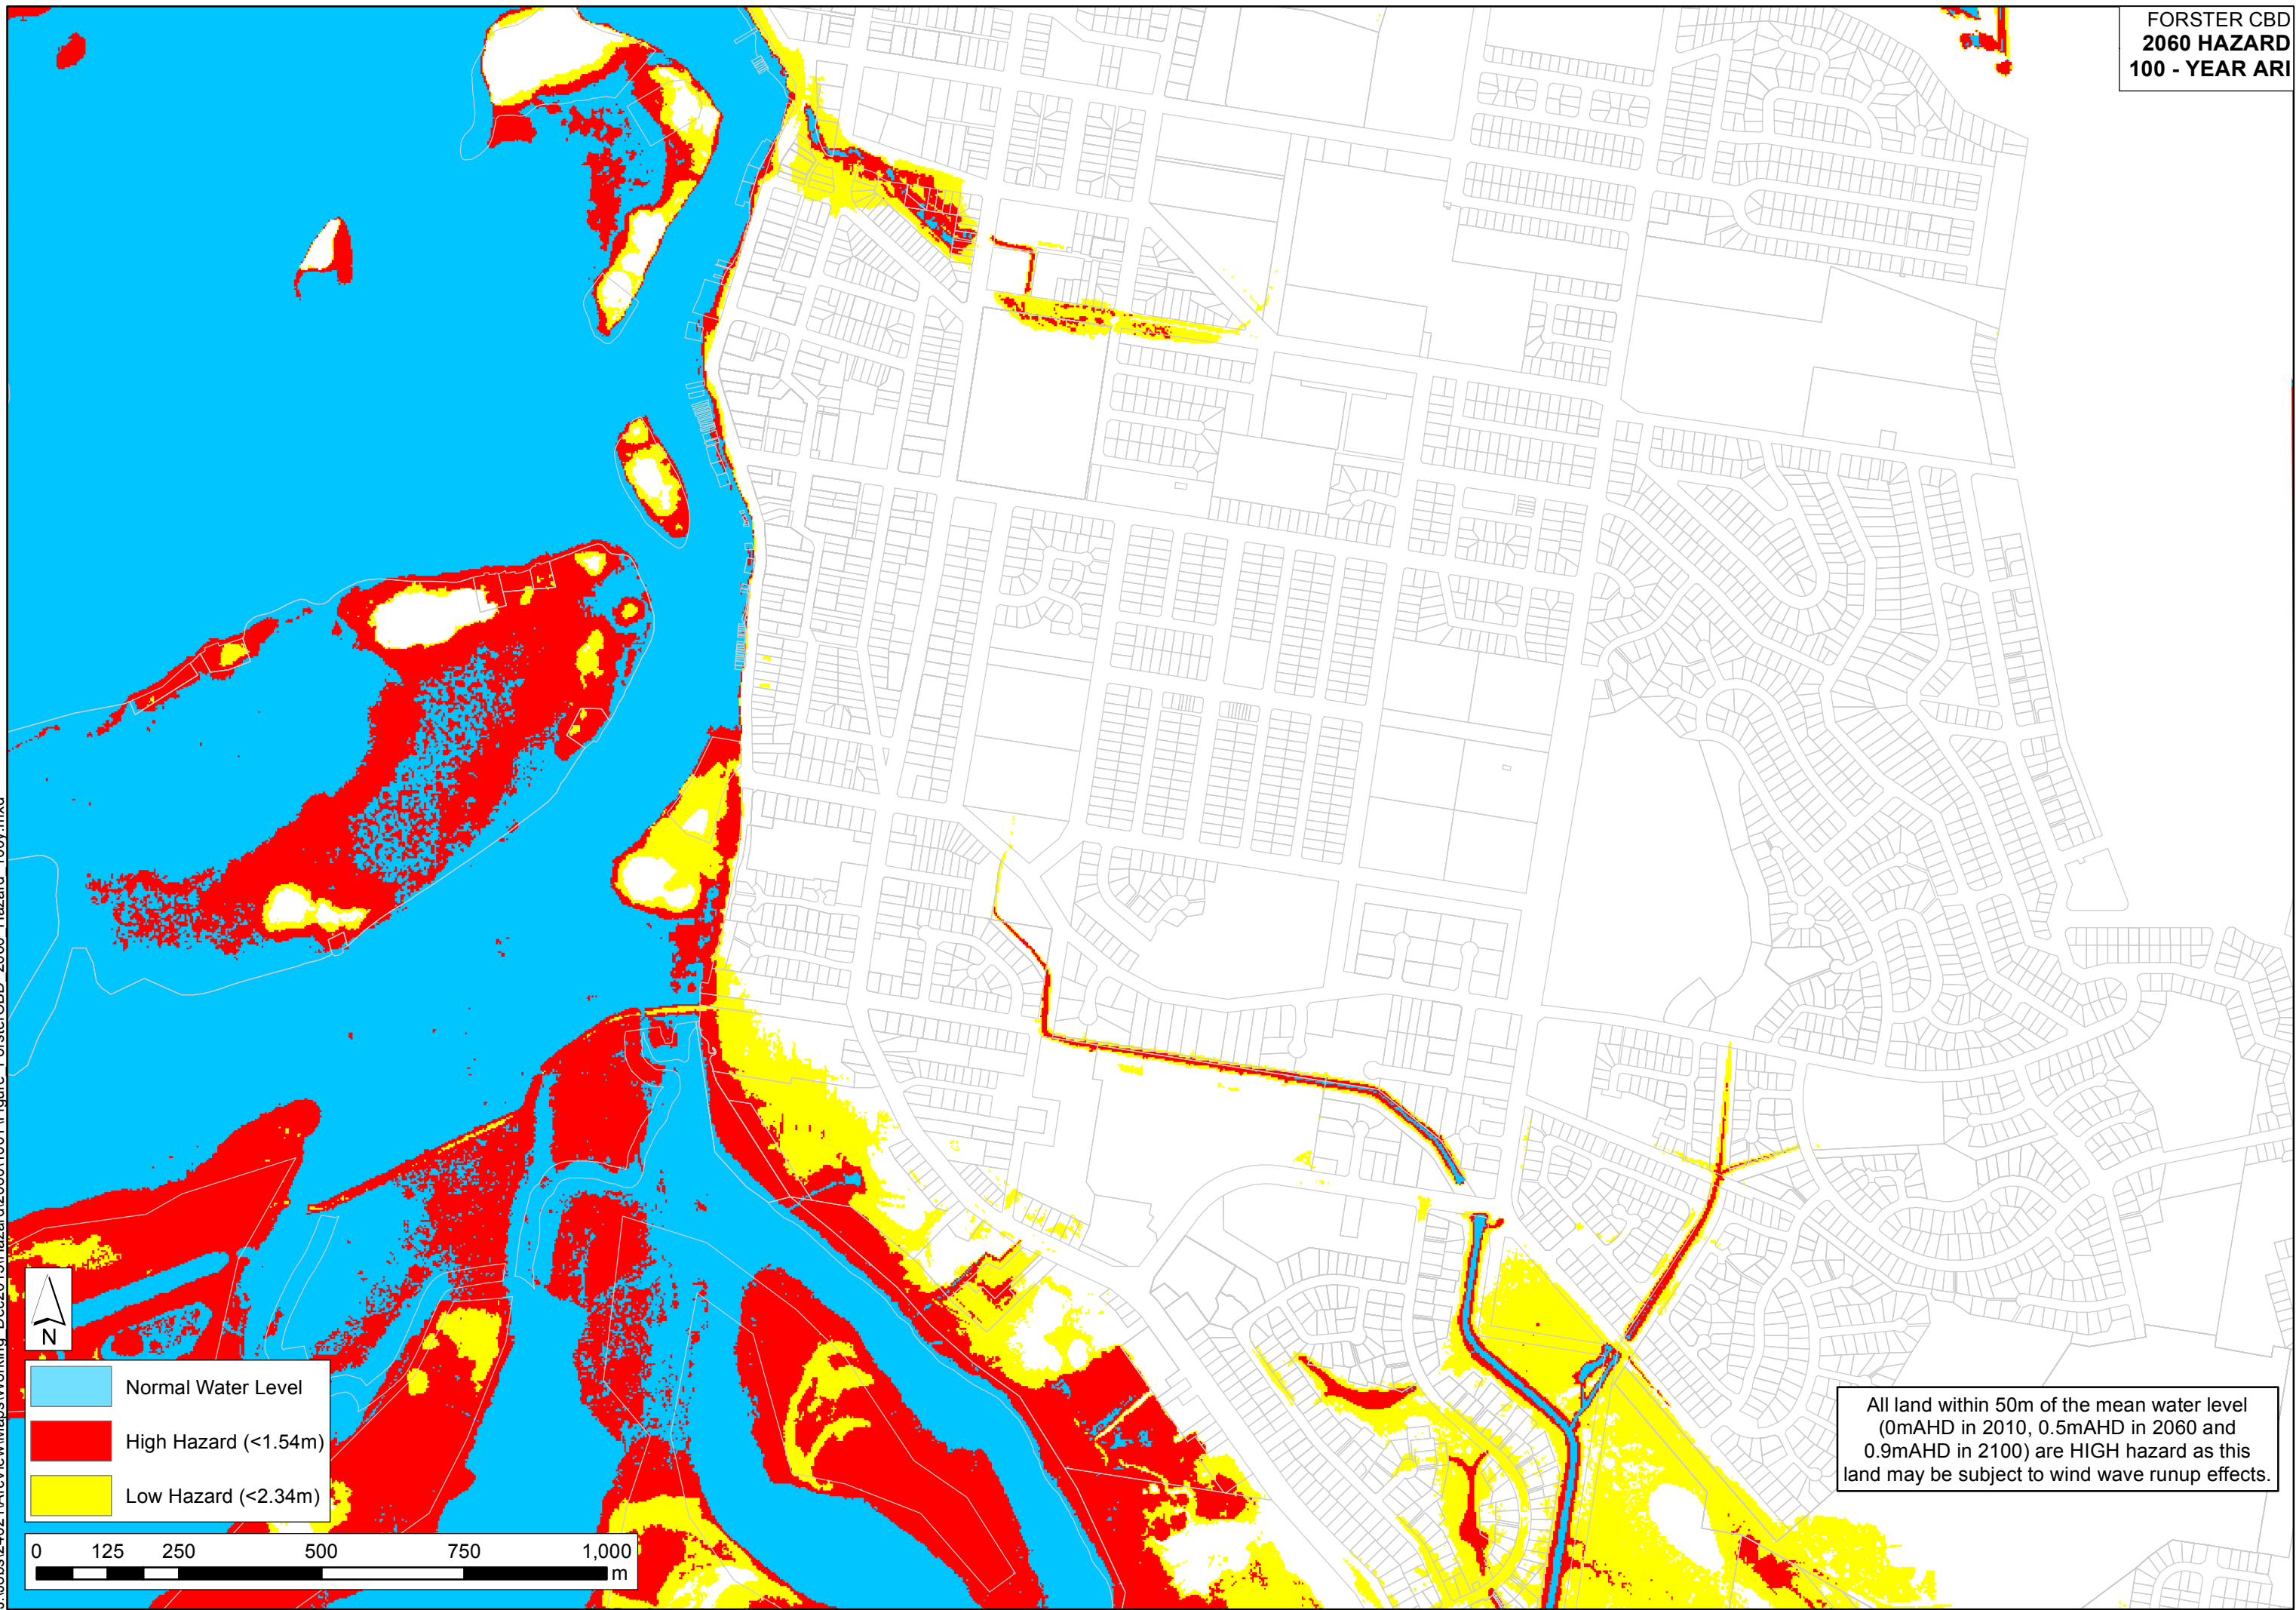 FORSTER CBD
2060 HAZARD
100 - YEAR ARI
N
Normal Water Level
High Hazard (<1.54m)
Low Hazard (<2.34m)
0 125 250 500 750 1,000
m
All land within 50m of the mean water level
(0mAHD in 2010, 0.5mAHD in 2060 and
0.9mAHD in 2100) are HIGH hazard as this
land may be subject to wind wave runup effects.